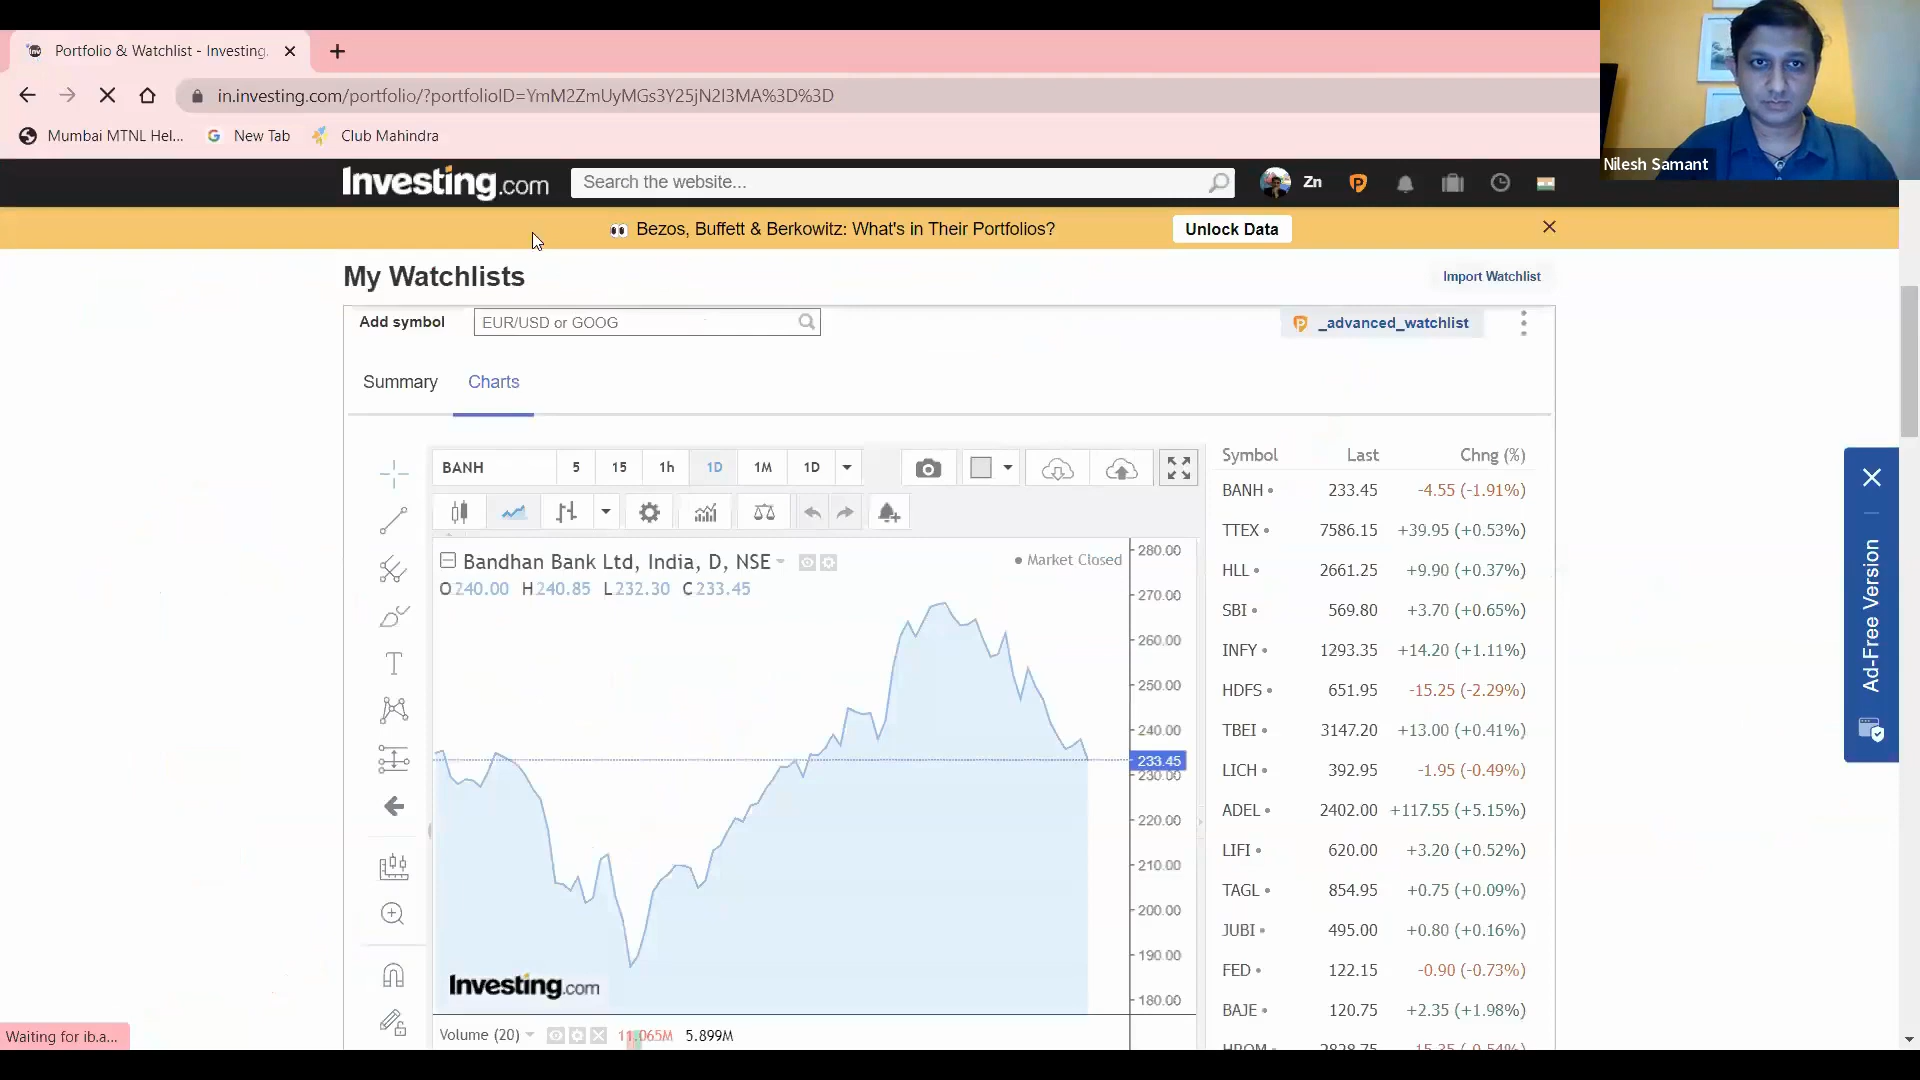 Portfolio & Watchlist - Investing.
in.investing.com/portfolio/?portfolioID=YmM2ZmUyMGs3Y25jN2I3MA%3D%3D
Mumbai MTNL Hel... New Tab Club Mahindra
Nilesh Samant
Investing.com Search the website... Zn
Bezos, Buffett & Berkowitz: What's in Their Portfolios? Unlock Data
My Watchlists Import Watchlist
Add symbol EUR/USD or GOOG _advanced_watchlist
Summary Charts
BANH 5 15 1h 1D 1M 1D
Bandhan Bank Ltd, India, D, NSE Market Closed
O240.00 H240.85 L232.30 C233.45
280.00
270.00
260.00
250.00
240.00
233.45
230.00
220.00
210.00
200.00
190.00
180.00
Investing.com
Volume (20) 11.065M 5.899M
Symbol Last Chng (%)
BANH 233.45 -4.55 (-1.91%)
TTEX 7586.15 +39.95 (+0.53%)
HLL 2661.25 +9.90 (+0.37%)
SBI 569.80 +3.70 (+0.65%)
INFY 1293.35 +14.20 (+1.11%)
HDFS 651.95 -15.25 (-2.29%)
TBEI 3147.20 +13.00 (+0.41%)
LICH 392.95 -1.95 (-0.49%)
ADEL 2402.00 +117.55 (+5.15%)
LIFI 620.00 +3.20 (+0.52%)
TAGL 854.95 +0.75 (+0.09%)
JUBI 495.00 +0.80 (+0.16%)
FED 122.15 -0.90 (-0.73%)
BAJE 120.75 +2.35 (+1.98%)
Ad-Free Version
Waiting for ib.a...